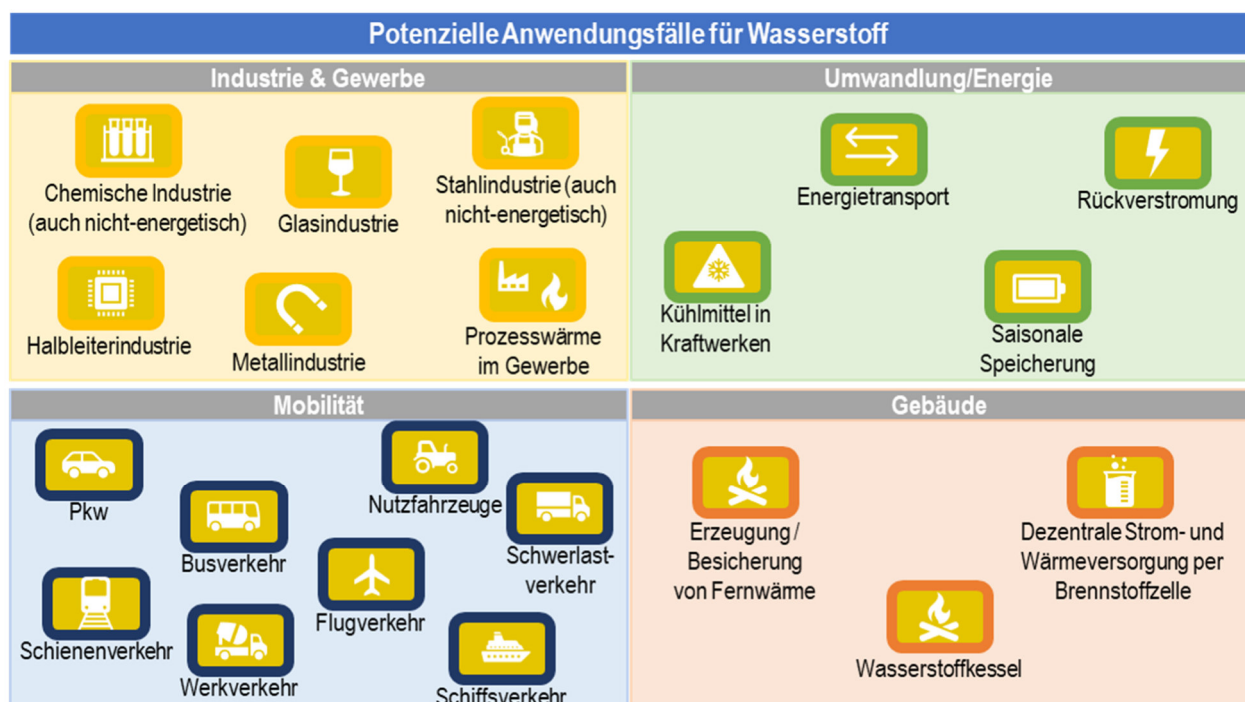 Potenzielle Anwendungsfälle für Wasserstoff
Industrie & Gewerbe
Chemische Industrie
(auch nicht-energetisch)
Glasindustrie
Stahlindustrie (auch
nicht-energetisch)
Halbleiterindustrie
Metallindustrie
Prozesswärme
im Gewerbe
Umwandlung/Energie
Energietransport
Rückverstromung
Kühlmittel in
Kraftwerken
Saisonale
Speicherung
Mobilität
Pkw
Busverkehr
Nutzfahrzeuge
Schwerlast-
verkehr
Schienenverkehr
Werkverkehr
Flugverkehr
Schiffsverkehr
Gebäude
Erzeugung /
Besicherung
von Fernwärme
Dezentrale Strom- und
Wärmeversorgung per
Brennstoffzelle
Wasserstoffkessel